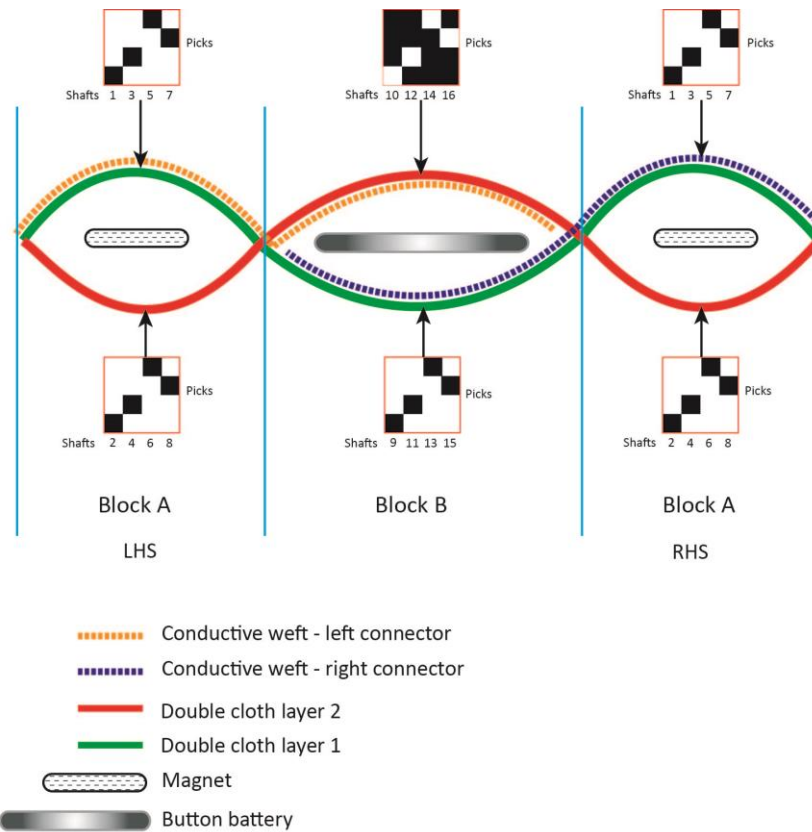 Picks
Shafts 1 3 5 7
Picks
Shafts 10 12 14 16
Picks
Shafts 1 3 5 7
Picks
Shafts 2 4 6 8
Picks
Shafts 9 11 13 15
Picks
Shafts 2 4 6 8
Block A
Block B
Block A
LHS
RHS
Conductive weft - left connector
Conductive weft - right connector
Double cloth layer 2
Double cloth layer 1
Magnet
Button battery